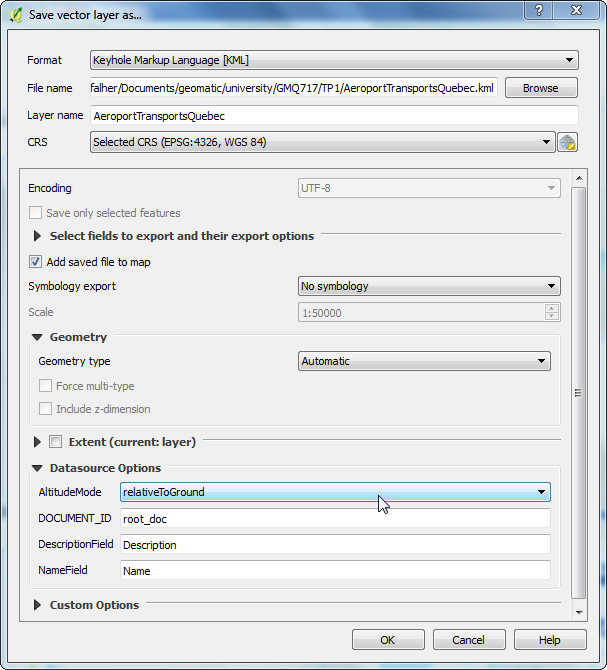 Save vector layer as...
Format Keyhole Markup Language [KML]
File name falher/Documents/geomatic/university/GMQ717/TP1/AeroportTransportsQuebec.kml Browse
Layer name AeroportTransportsQuebec
CRS Selected CRS (EPSG:4326, WGS 84)
Encoding UTF-8
Save only selected features
Select fields to export and their export options
Add saved file to map
Symbology export No symbology
Scale 1:50000
Geometry
Geometry type Automatic
Force multi-type
Include z-dimension
Extent (current: layer)
Datasource Options
AltitudeMode relativeToGround
DOCUMENT_ID root_doc
DescriptionField Description
NameField Name
Custom Options
OK Cancel Help